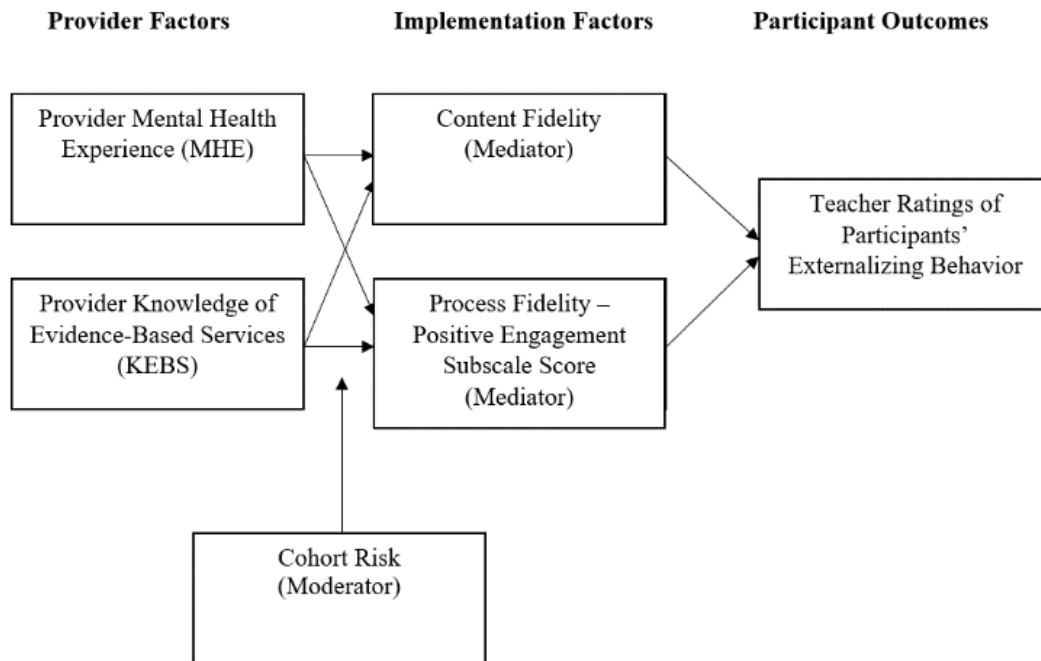 Provider Factors
Implementation Factors
Participant Outcomes
Provider Mental Health
Experience (MHE)
Content Fidelity
(Mediator)
Teacher Ratings of
Participants’
Externalizing Behavior
Provider Knowledge of
Evidence-Based Services
(KEBS)
Process Fidelity –
Positive Engagement
Subscale Score
(Mediator)
Cohort Risk
(Moderator)